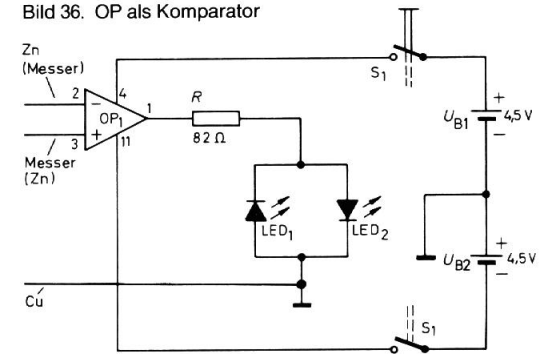 Bild 36. OP als Komparator
Zn
(Messer)
2
−
4
OP1
1
3
+
11
Messer
(Zn)
R
82 Ω
LED1
LED2
Cu
S1
+
UB1
4,5 V
−
+
UB2
4,5 V
−
S1